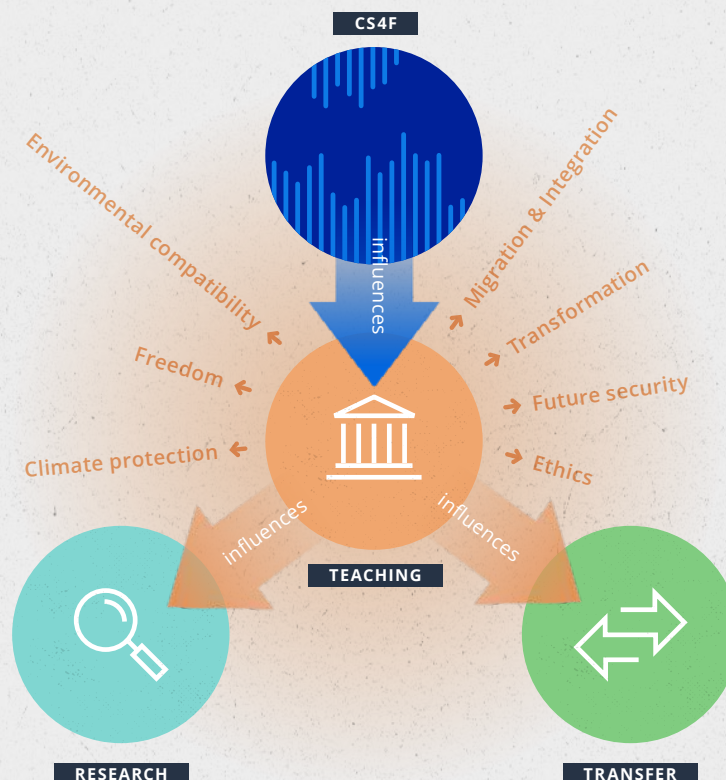 CS4F
influences
Environmental compatibility
Freedom
Climate protection
Migration & Integration
Transformation
Future security
Ethics
influences
influences
TEACHING
RESEARCH
TRANSFER